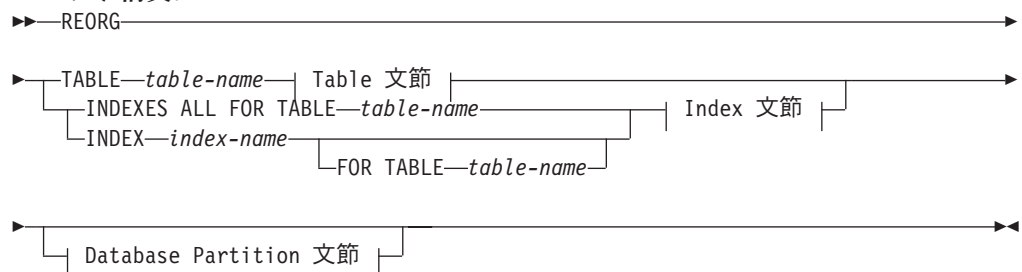 REORG
TABLE table-name Table 文節
INDEXES ALL FOR TABLE table-name Index 文節
INDEX index-name
FOR TABLE table-name
Database Partition 文節